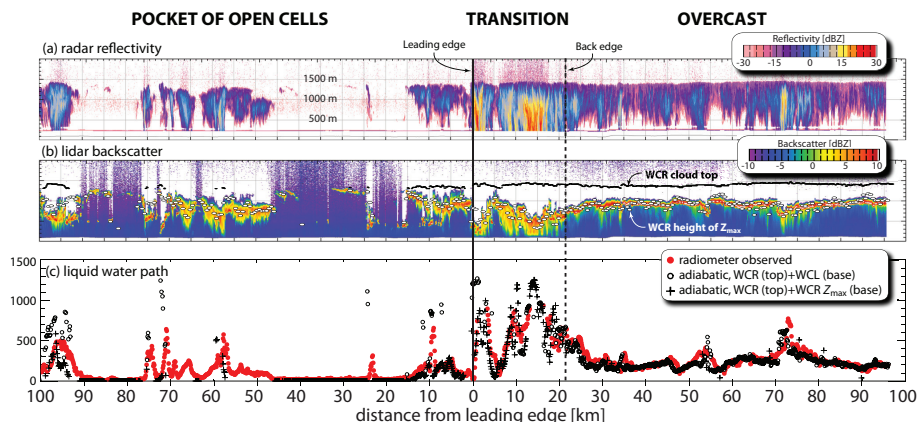 POCKET OF OPEN CELLS TRANSITION OVERCAST
(a) radar reflectivity
Leading edge
Back edge
Reflectivity [dBZ]
-30 -15 0 15 30
1500 m
1000 m
500 m
(b) lidar backscatter
Backscatter [dBZ]
-10 -5 0 5 10
WCR cloud top
WCR height of Zmax
(c) liquid water path
radiometer observed
adiabatic, WCR (top)+WCL (base)
adiabatic, WCR (top)+WCR Zmax (base)
1500
1000
500
0
100 90 80 70 60 50 40 30 20 10 0 10 20 30 40 50 60 70 80 90 100
distance from leading edge [km]